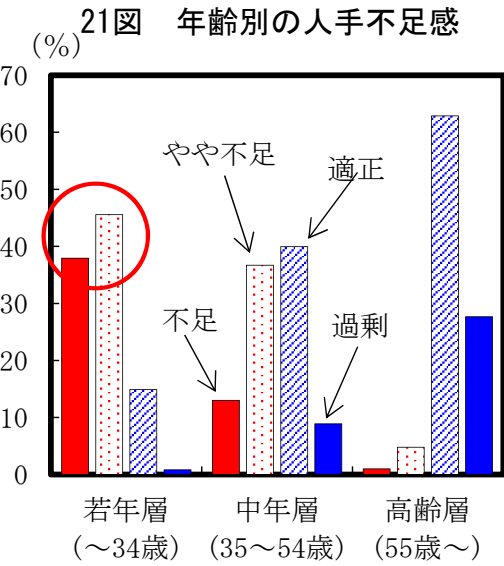 21図 年齢別の人手不足感
(%)
70
60
50
40
30
20
10
0
やや不足
適正
不足
過剰
若年層
(～34歳)
中年層
(35～54歳)
高齢層
(55歳～)